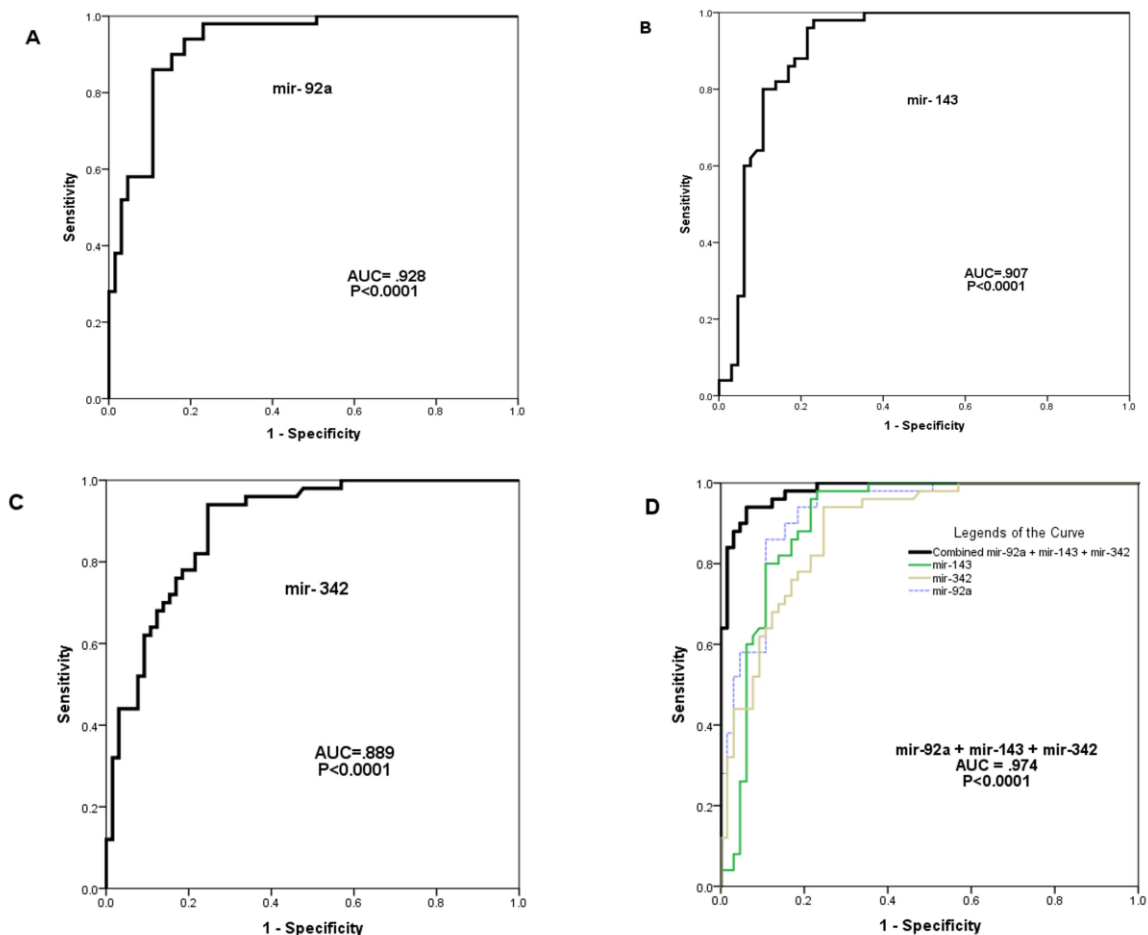 A
1.0
0.8
0.6
0.4
0.2
0.0
Sensitivity
mir- 92a
AUC= .928
P<0.0001
0.0 0.2 0.4 0.6 0.8 1.0
1 - Specificity
B
1.0
0.8
0.6
0.4
0.2
0.0
Sensitivity
mir- 143
AUC=.907
P<0.0001
0.0 0.2 0.4 0.6 0.8 1.0
1 - Specificity
C
1.0
0.8
0.6
0.4
0.2
0.0
Sensitivity
mir- 342
AUC=.889
P<0.0001
0.0 0.2 0.4 0.6 0.8 1.0
1 - Specificity
D
1.0
0.8
0.6
0.4
0.2
0.0
Sensitivity
Legends of the Curve
Combined mir-92a + mir-143 + mir-342
mir-143
mir-342
mir-92a
mir-92a + mir-143 + mir-342
AUC = .974
P<0.0001
0.0 0.2 0.4 0.6 0.8 1.0
1 - Specificity